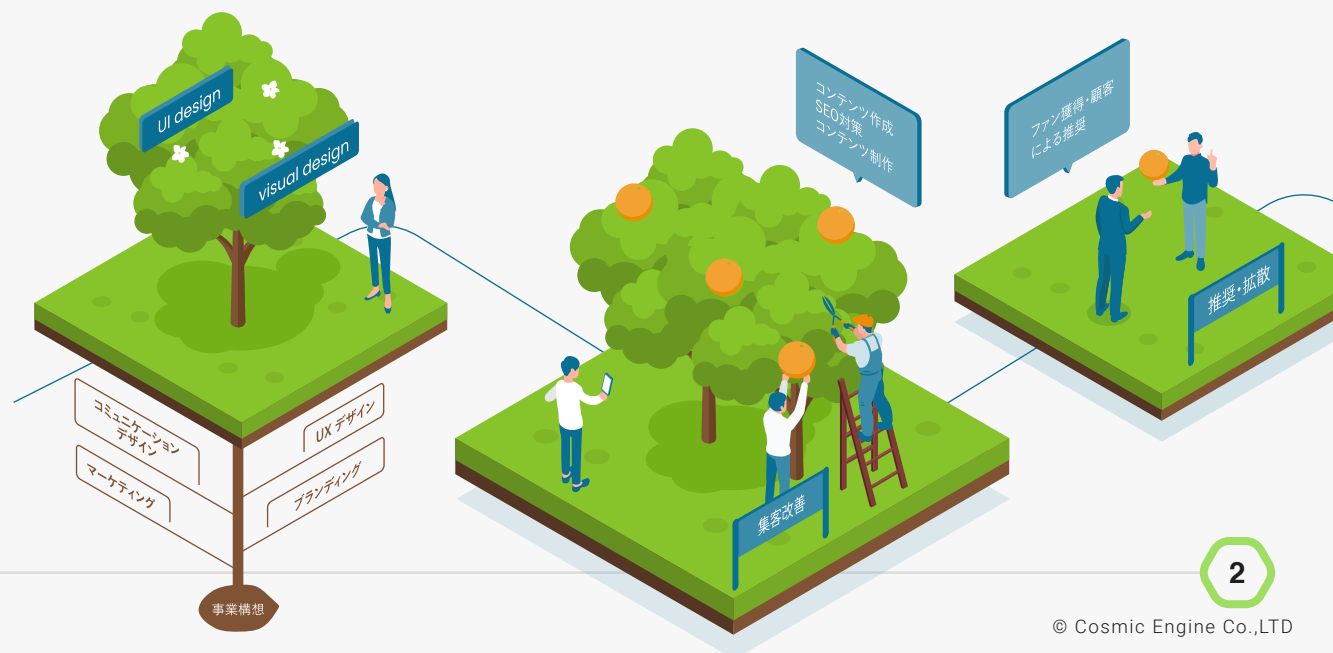 UI design
visual design
コミュニケーション
デザイン
UX デザイン
マーケティング
ブランディング
事業構想
コンテンツ作成
SEO対策
コンテンツ制作
集客改善
ファン獲得・顧客
による推奨
推奨・拡散
2
© Cosmic Engine Co.,LTD